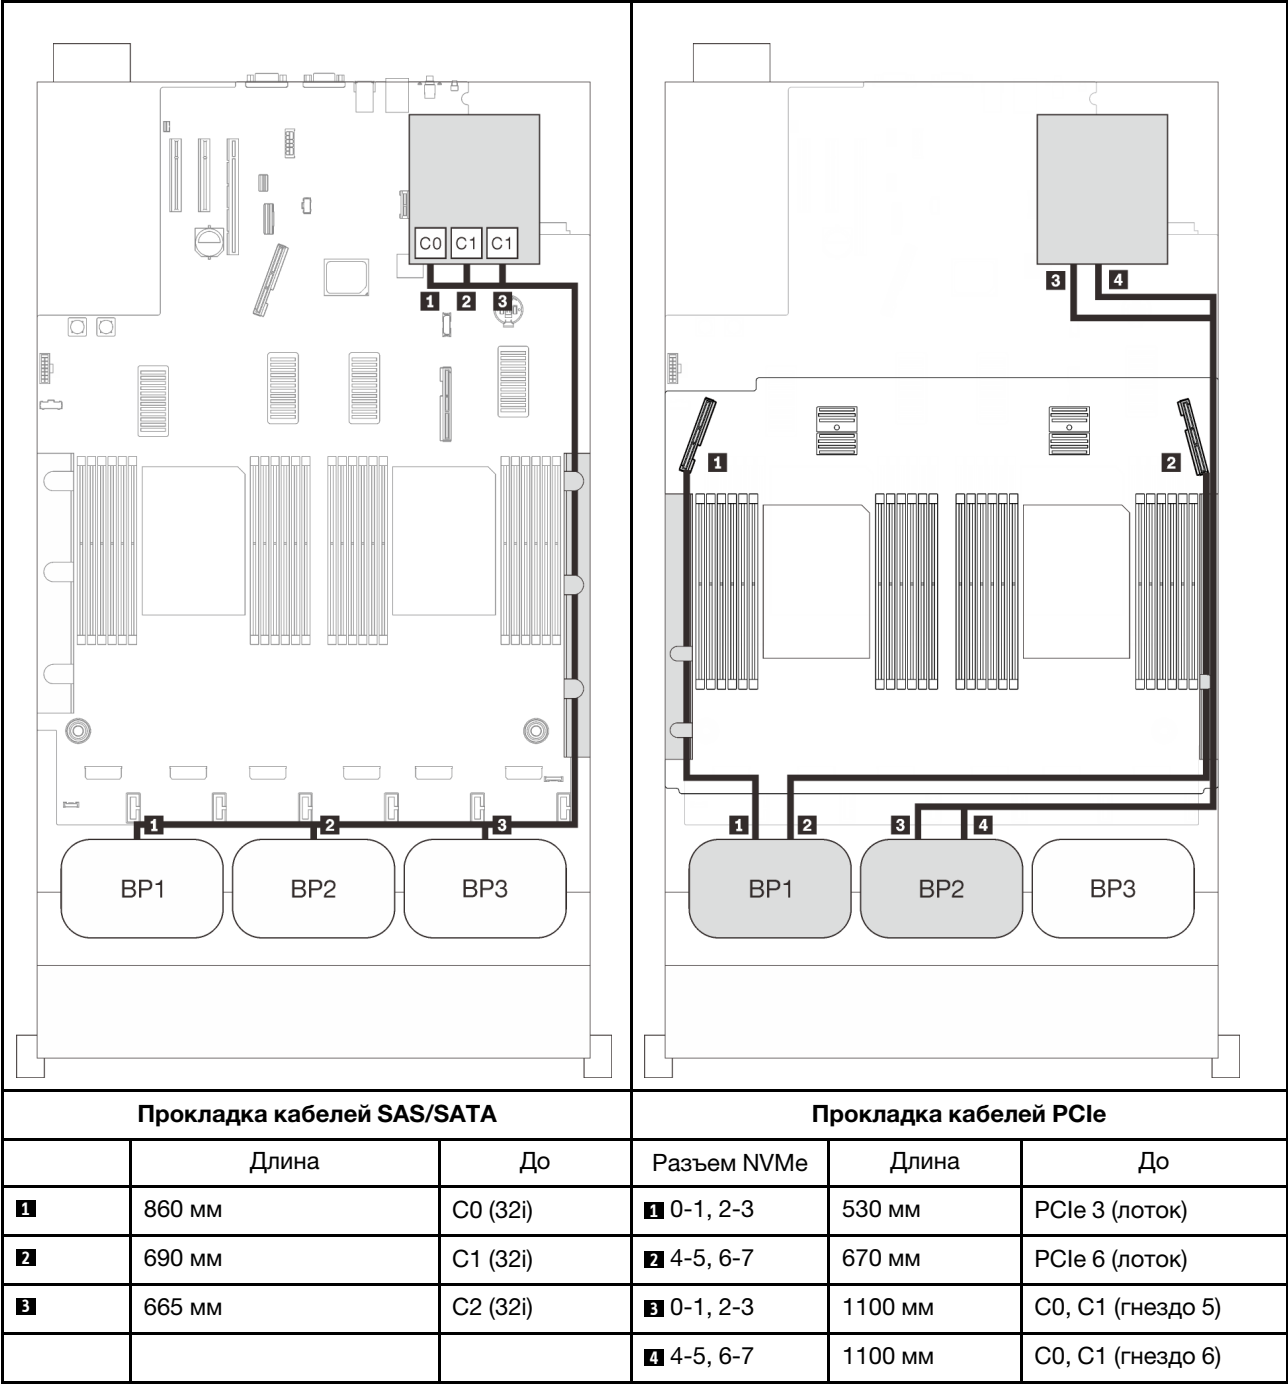 C0 C1 C1
1 2 3
1 2 3
BP1 BP2 BP3
3 4
1 2
1 2 3 4
BP1 BP2 BP3
Прокладка кабелей SAS/SATA Прокладка кабелей PCIe
Длина До Разъем NVMe Длина До
1 860 мм C0 (32i) 1 0-1, 2-3 530 мм PCIe 3 (лоток)
2 690 мм C1 (32i) 2 4-5, 6-7 670 мм PCIe 6 (лоток)
3 665 мм C2 (32i) 3 0-1, 2-3 1100 мм C0, C1 (гнездо 5)
4 4-5, 6-7 1100 мм C0, C1 (гнездо 6)